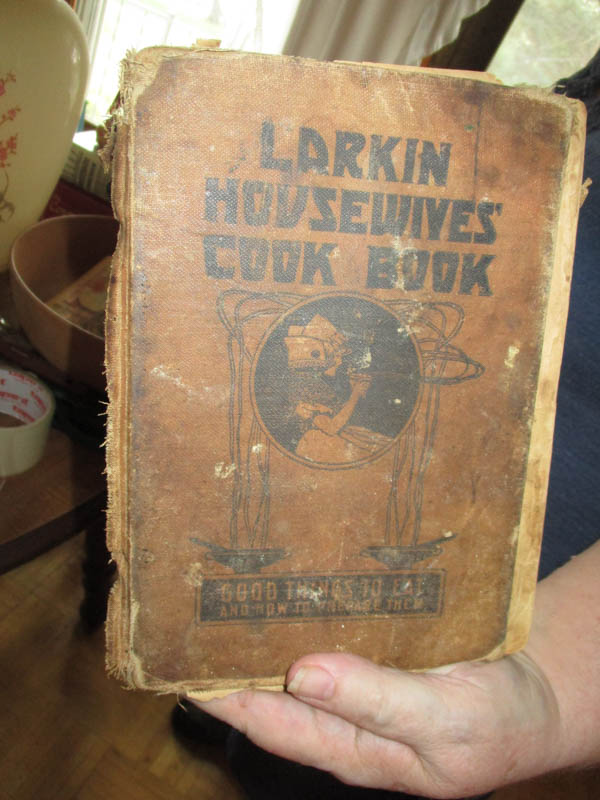 LARKIN
HOUSEWIVES'
COOK BOOK
GOOD THINGS TO EAT
AND HOW TO PREPARE THEM